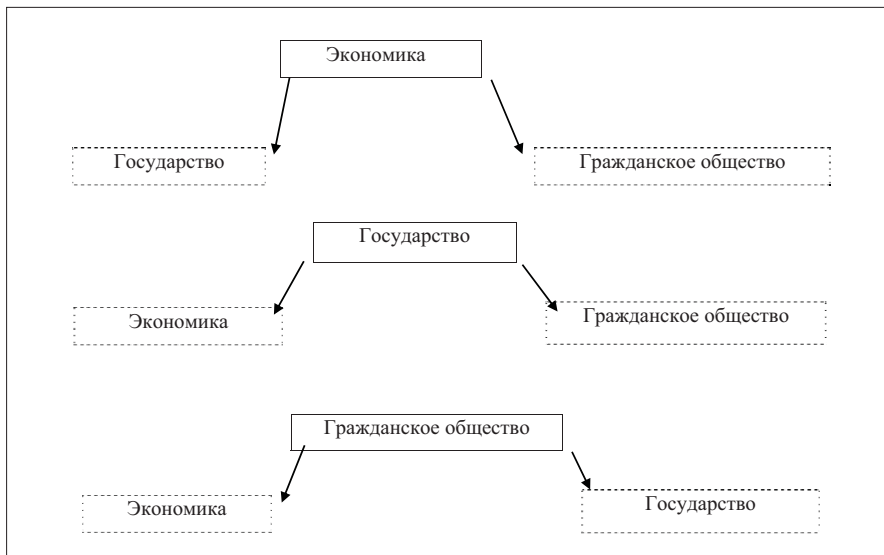 Экономика
Государство
Гражданское общество
Государство
Экономика
Гражданское общество
Гражданское общество
Экономика
Государство